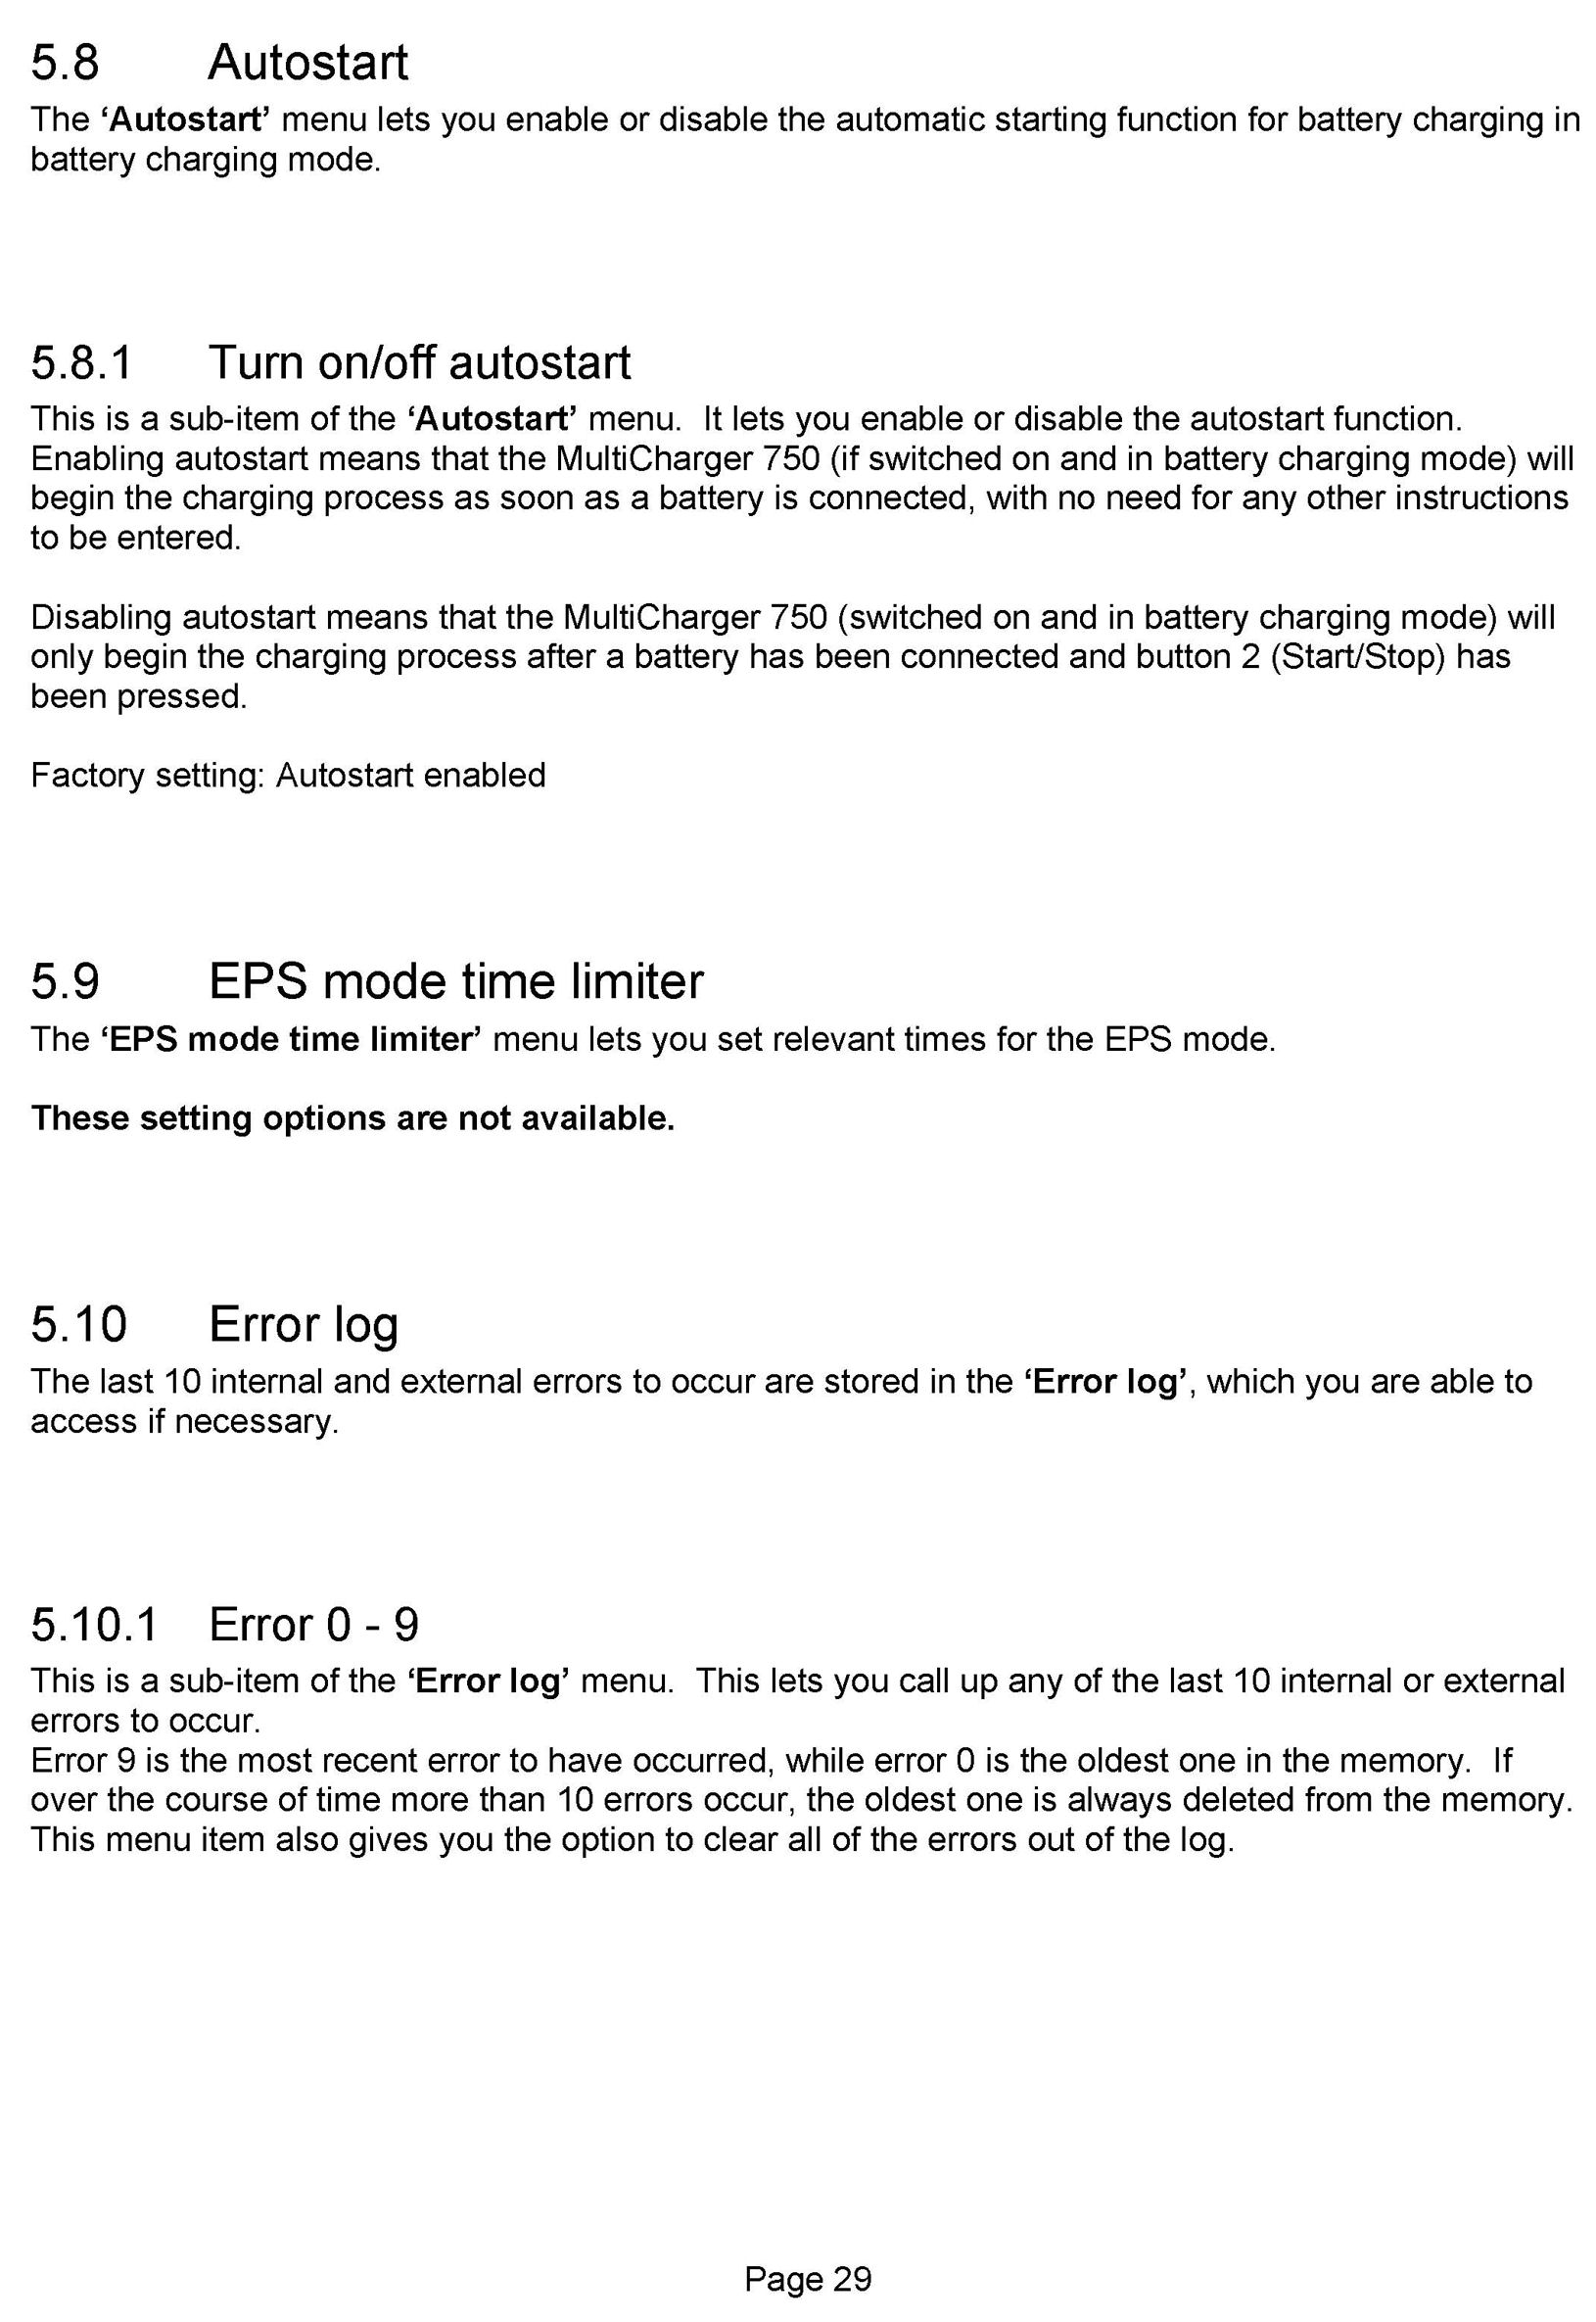 5.8 Autostart
The ‘Autostart’ menu lets you enable or disable the automatic starting function for battery charging in
battery charging mode.
5.8.1 Turn on/off autostart
This is a sub-item of the ‘Autostart’ menu.  It lets you enable or disable the autostart function.
Enabling autostart means that the MultiCharger 750 (if switched on and in battery charging mode) will
begin the charging process as soon as a battery is connected, with no need for any other instructions
to be entered.
Disabling autostart means that the MultiCharger 750 (switched on and in battery charging mode) will
only begin the charging process after a battery has been connected and button 2 (Start/Stop) has
been pressed.
Factory setting: Autostart enabled
5.9 EPS mode time limiter
The ‘EPS mode time limiter’ menu lets you set relevant times for the EPS mode.
These setting options are not available.
5.10 Error log
The last 10 internal and external errors to occur are stored in the ‘Error log’, which you are able to
access if necessary.
5.10.1 Error 0 - 9
This is a sub-item of the ‘Error log’ menu.  This lets you call up any of the last 10 internal or external
errors to occur.
Error 9 is the most recent error to have occurred, while error 0 is the oldest one in the memory.  If
over the course of time more than 10 errors occur, the oldest one is always deleted from the memory.
This menu item also gives you the option to clear all of the errors out of the log.
Page 29